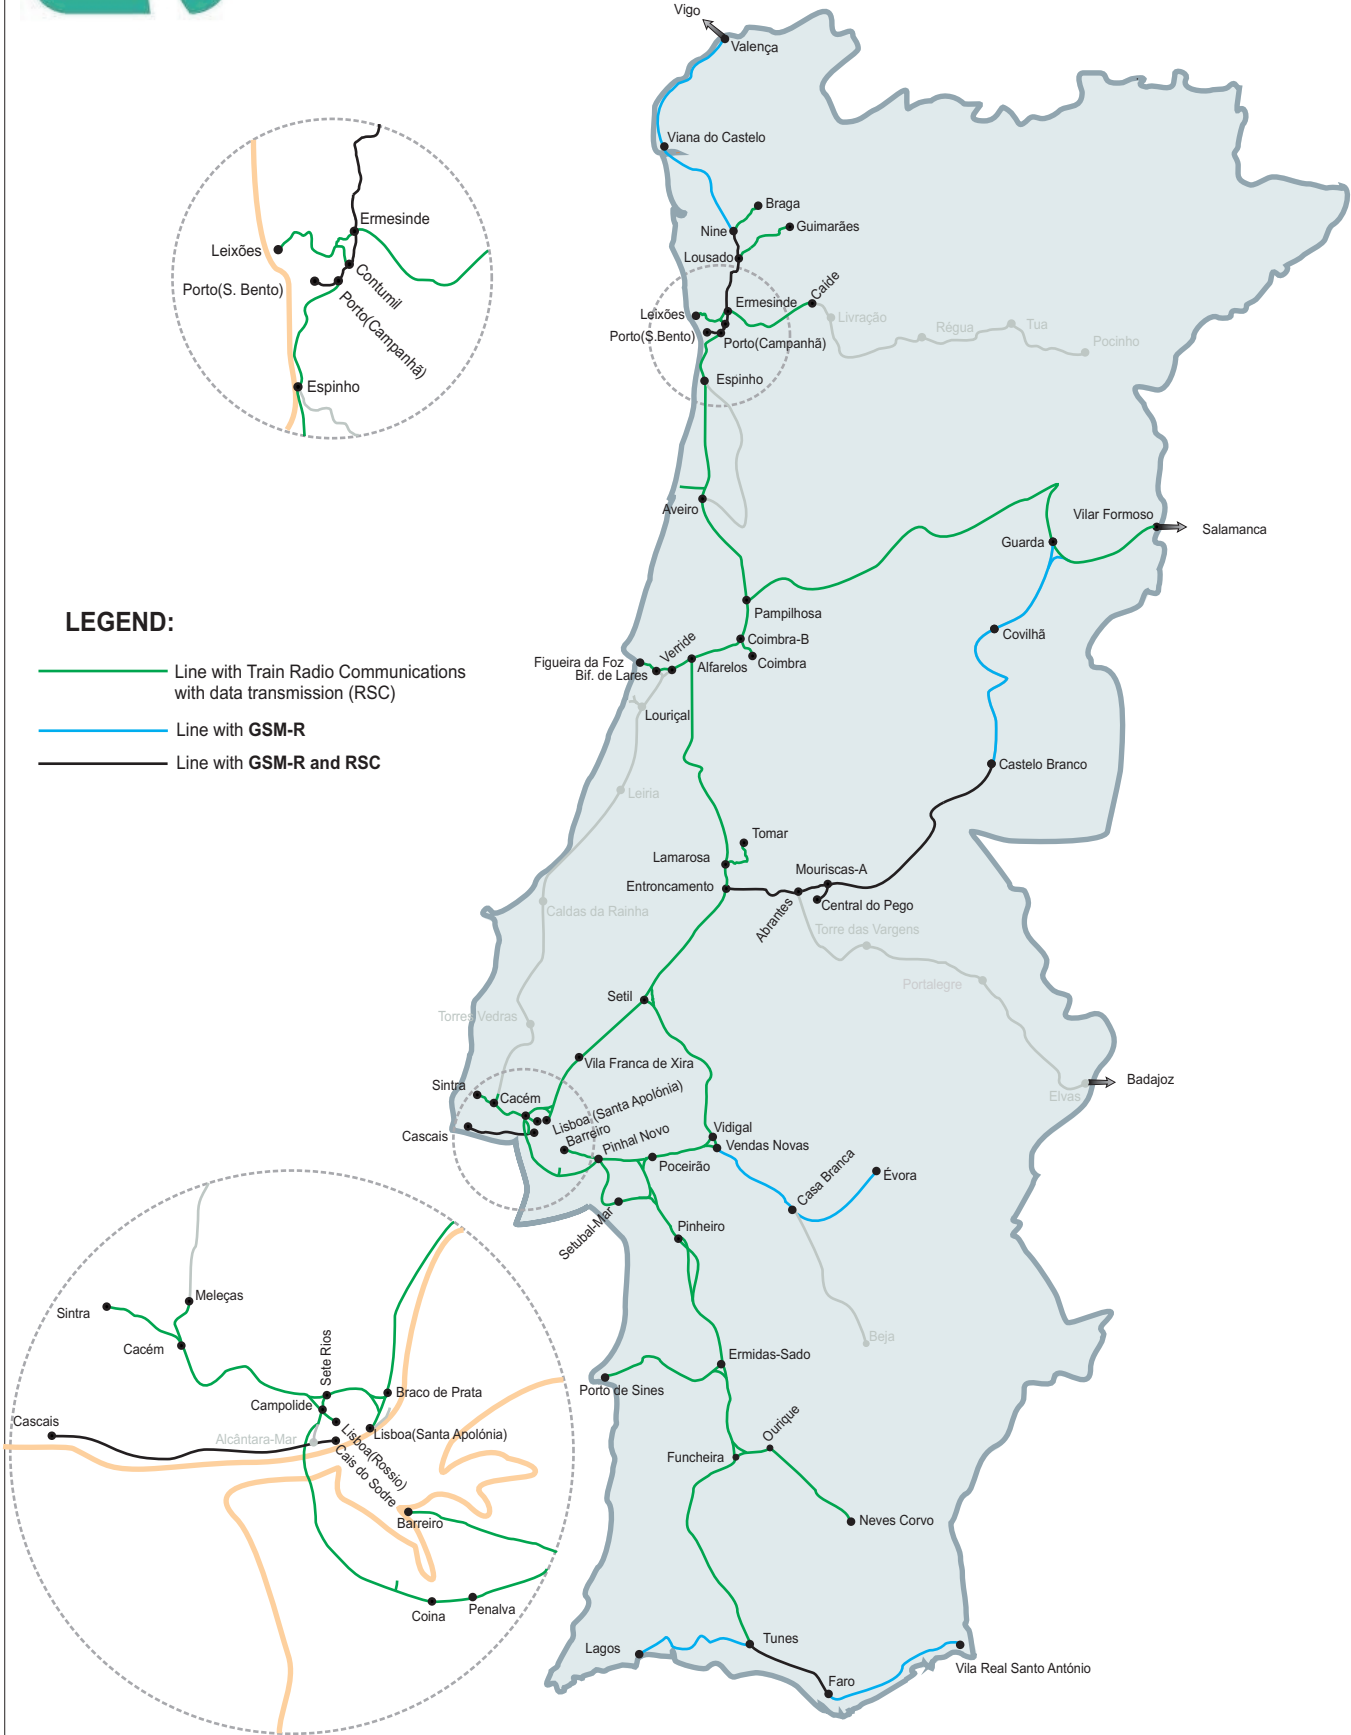 Vigo
Valença
Viana do Castelo
Braga
Nine
Guimarães
Lousado
Ermesinde
Caíde
Leixões
Livração
Régua
Tua
Pocinho
Porto(S.Bento)
Porto(Campanhã)
Espinho
Ermesinde
Leixões
Contumil
Porto(S. Bento)
Porto(Campanhã)
Espinho
Aveiro
Vilar Formoso
Salamanca
Guarda
Pampilhosa
Covilhã
Coimbra-B
Coimbra
Verride
Alfarelos
Figueira da Foz
Bif. de Lares
Louriçal
LEGEND:
Line with Train Radio Communications
with data transmission (RSC)
Line with GSM-R
Line with GSM-R and RSC
Castelo Branco
Leiria
Tomar
Lamarosa
Mouriscas-A
Entroncamento
Central do Pego
Abrantes
Caldas da Rainha
Torre das Vargens
Portalegre
Setil
Torres Vedras
Vila Franca de Xira
Elvas
Badajoz
Sintra
Cacém
Lisboa (Santa Apolónia)
Cascais
Barreiro
Pinhal Novo
Vidigal
Vendas Novas
Poceirão
Casa Branca
Évora
Setubal-Mar
Pinheiro
Beja
Ermidas-Sado
Porto de Sines
Ourique
Funcheira
Neves Corvo
Tunes
Lagos
Faro
Vila Real Santo António
Meleças
Sintra
Cacém
Sete Rios
Campolide
Braco de Prata
Cascais
Alcântara-Mar
Lisboa(Santa Apolónia)
Lisboa(Rossio)
Cais do Sodre
Barreiro
Coina
Penalva